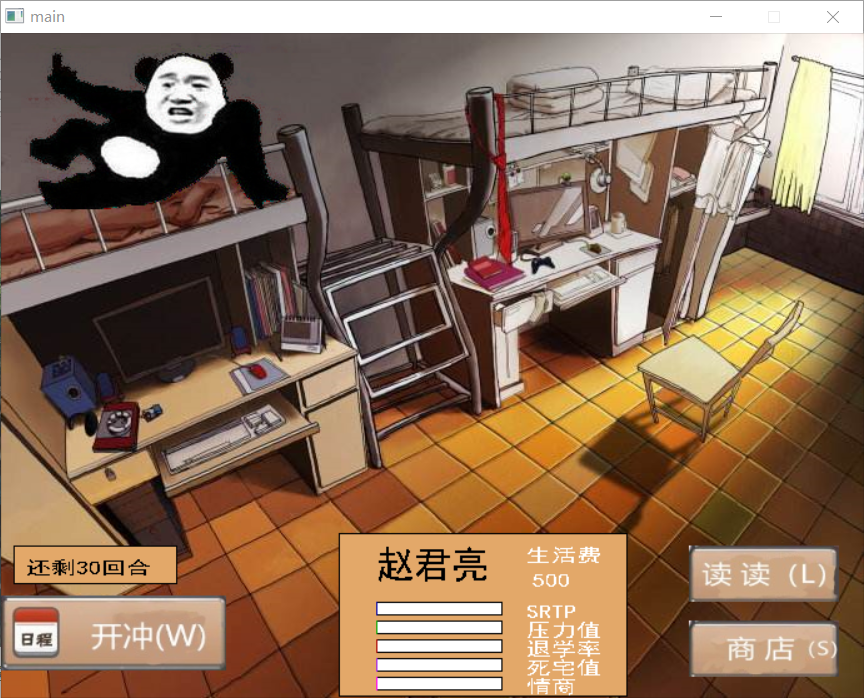 main
还剩30回合
日程
开冲(W)
赵君亮
生活费
500
SRTP
压力值
退学率
死宅值
情商
读读 (L)
商店 (S)